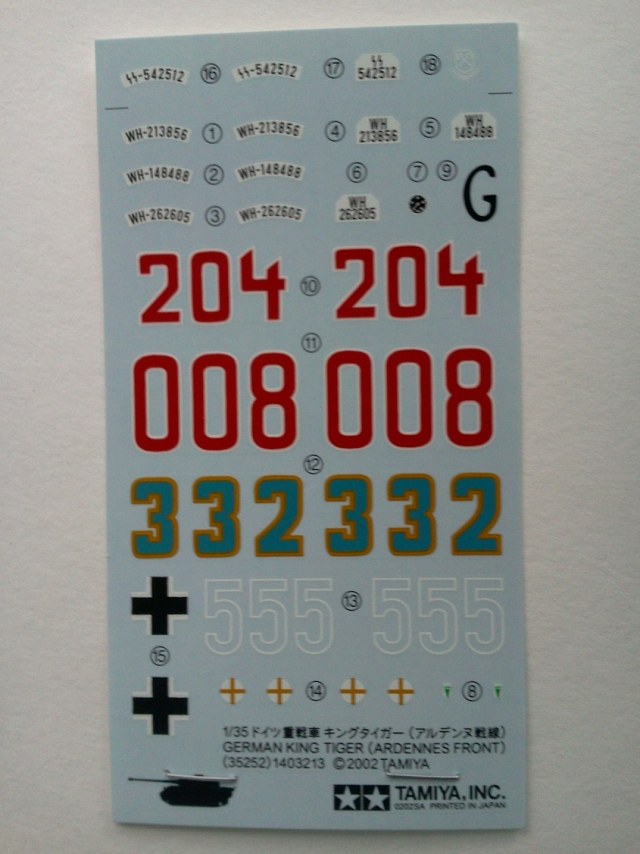 SS-542512 ⑯ SS-542512 ⑰ SS 542512 ⑱
WH-213856 ① WH-213856 ④ WH 213856 ⑤ WH 148488
WH-148488 ② WH-148488 ⑥ ⑦ ⑨ G
WH-262605 ③ WH-262605 WH 262605
204 ⑩ 204
⑪
008 008
⑫
332 332
555 ⑬ 555
⑮
⑭ ⑧
1/35 ドイツ重戦車 キングタイガー（アルデンヌ戦線）
GERMAN KING TIGER (ARDENNES FRONT)
(35252) 1403213 ©2002 TAMIYA
TAMIYA, INC.
0202SA PRINTED IN JAPAN